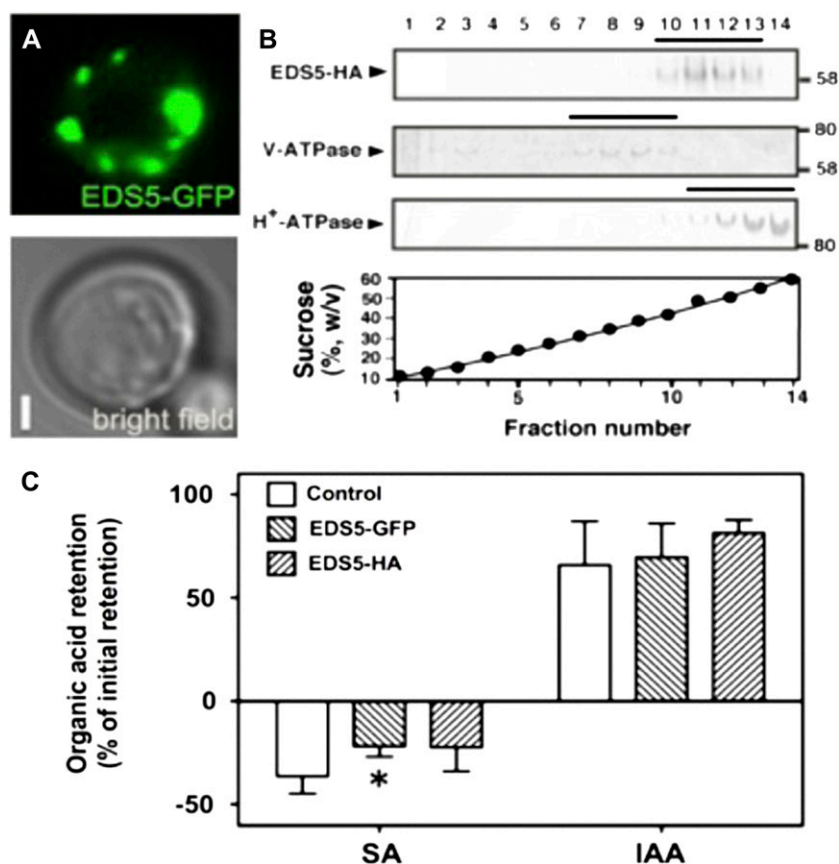 A
EDS5-GFP
bright field
B
1 2 3 4 5 6 7 8 9 10 11 12 13 14
EDS5-HA
58
V-ATPase
80
58
H+-ATPase
80
Sucrose
(%, w/v)
60
50
40
30
20
10
1 5 10 14
Fraction number
C
Organic acid retention
(% of initial retention)
100
50
0
-50
Control
EDS5-GFP
EDS5-HA
*
SA IAA